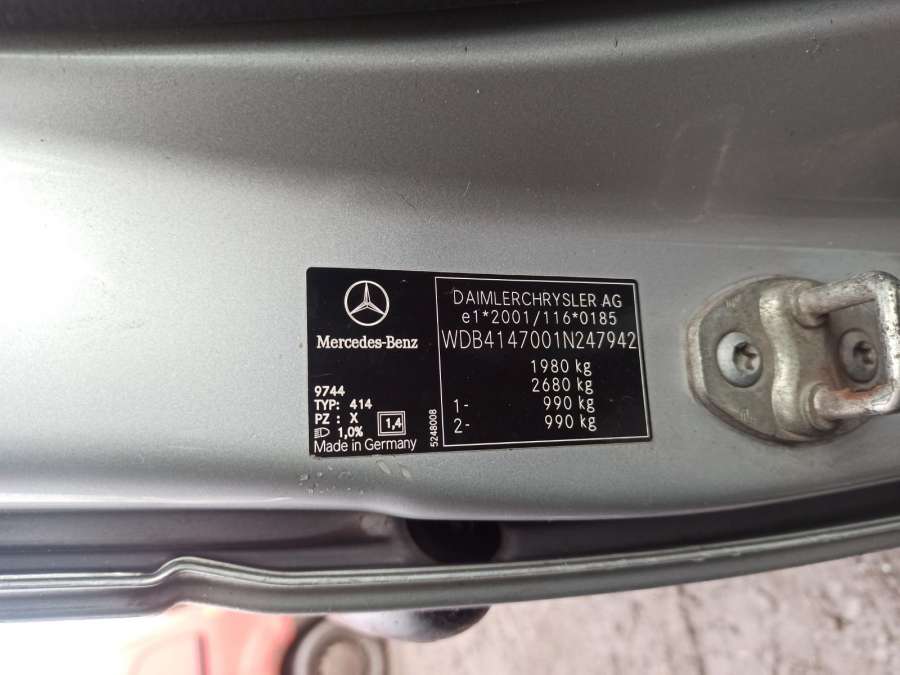 Mercedes-Benz
9744
TYP: 414
PZ : X
1,0%
1,4
Made in Germany
5248008
DAIMLERCHRYSLER AG
e1*2001/116*0185
WDB4147001N247942
1980 kg
2680 kg
1- 990 kg
2- 990 kg